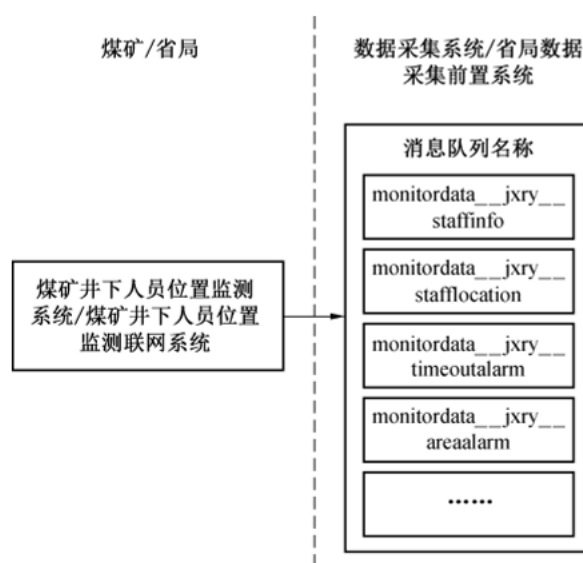 煤矿/省局
数据采集系统/省局数据
采集前置系统
消息队列名称
monitordata__jxry__
staffinfo
monitordata__jxry__
stafflocation
monitordata__jxry__
timeoutalarm
monitordata__jxry__
areaalarm
……
煤矿井下人员位置监测
系统/煤矿井下人员位置
监测联网系统